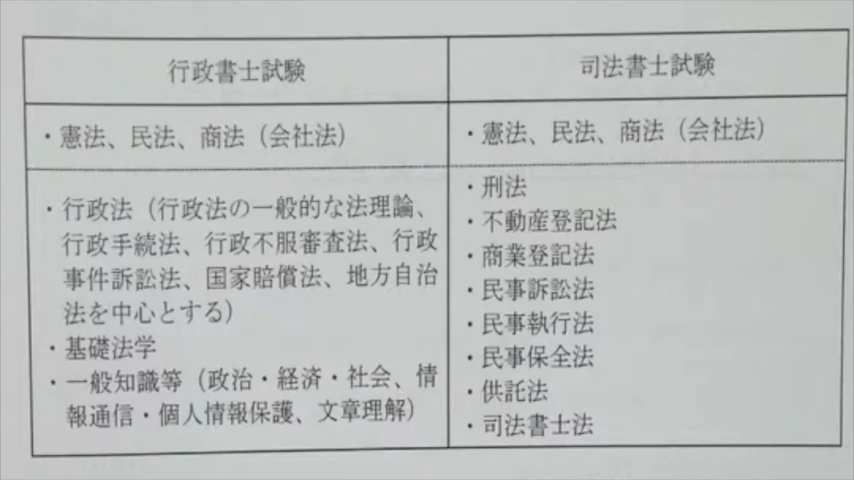 行政書士試験
司法書士試験
・憲法、民法、商法（会社法）
・憲法、民法、商法（会社法）
・行政法（行政法の一般的な法理論、
行政手続法、行政不服審査法、行政
事件訴訟法、国家賠償法、地方自治
法を中心とする）
・基礎法学
・一般知識等（政治・経済・社会、情
報通信・個人情報保護、文章理解）
・刑法
・不動産登記法
・商業登記法
・民事訴訟法
・民事執行法
・民事保全法
・供託法
・司法書士法